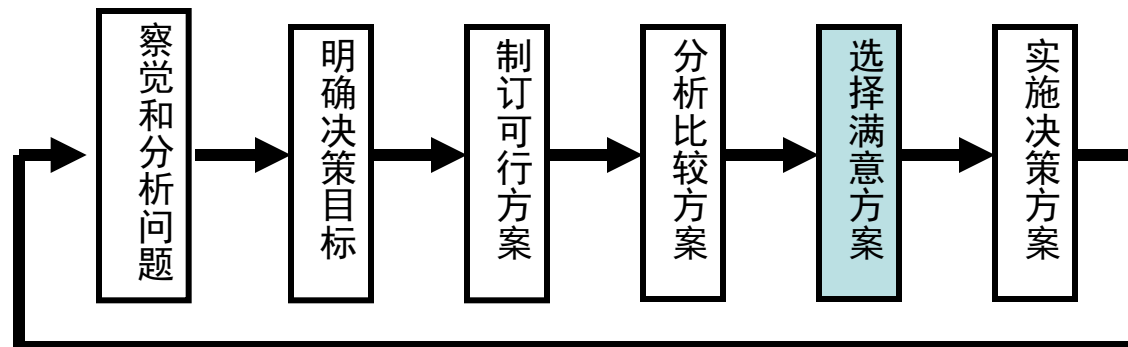 察觉和分析问题
明确决策目标
制订可行方案
分析比较方案
选择满意方案
实施决策方案